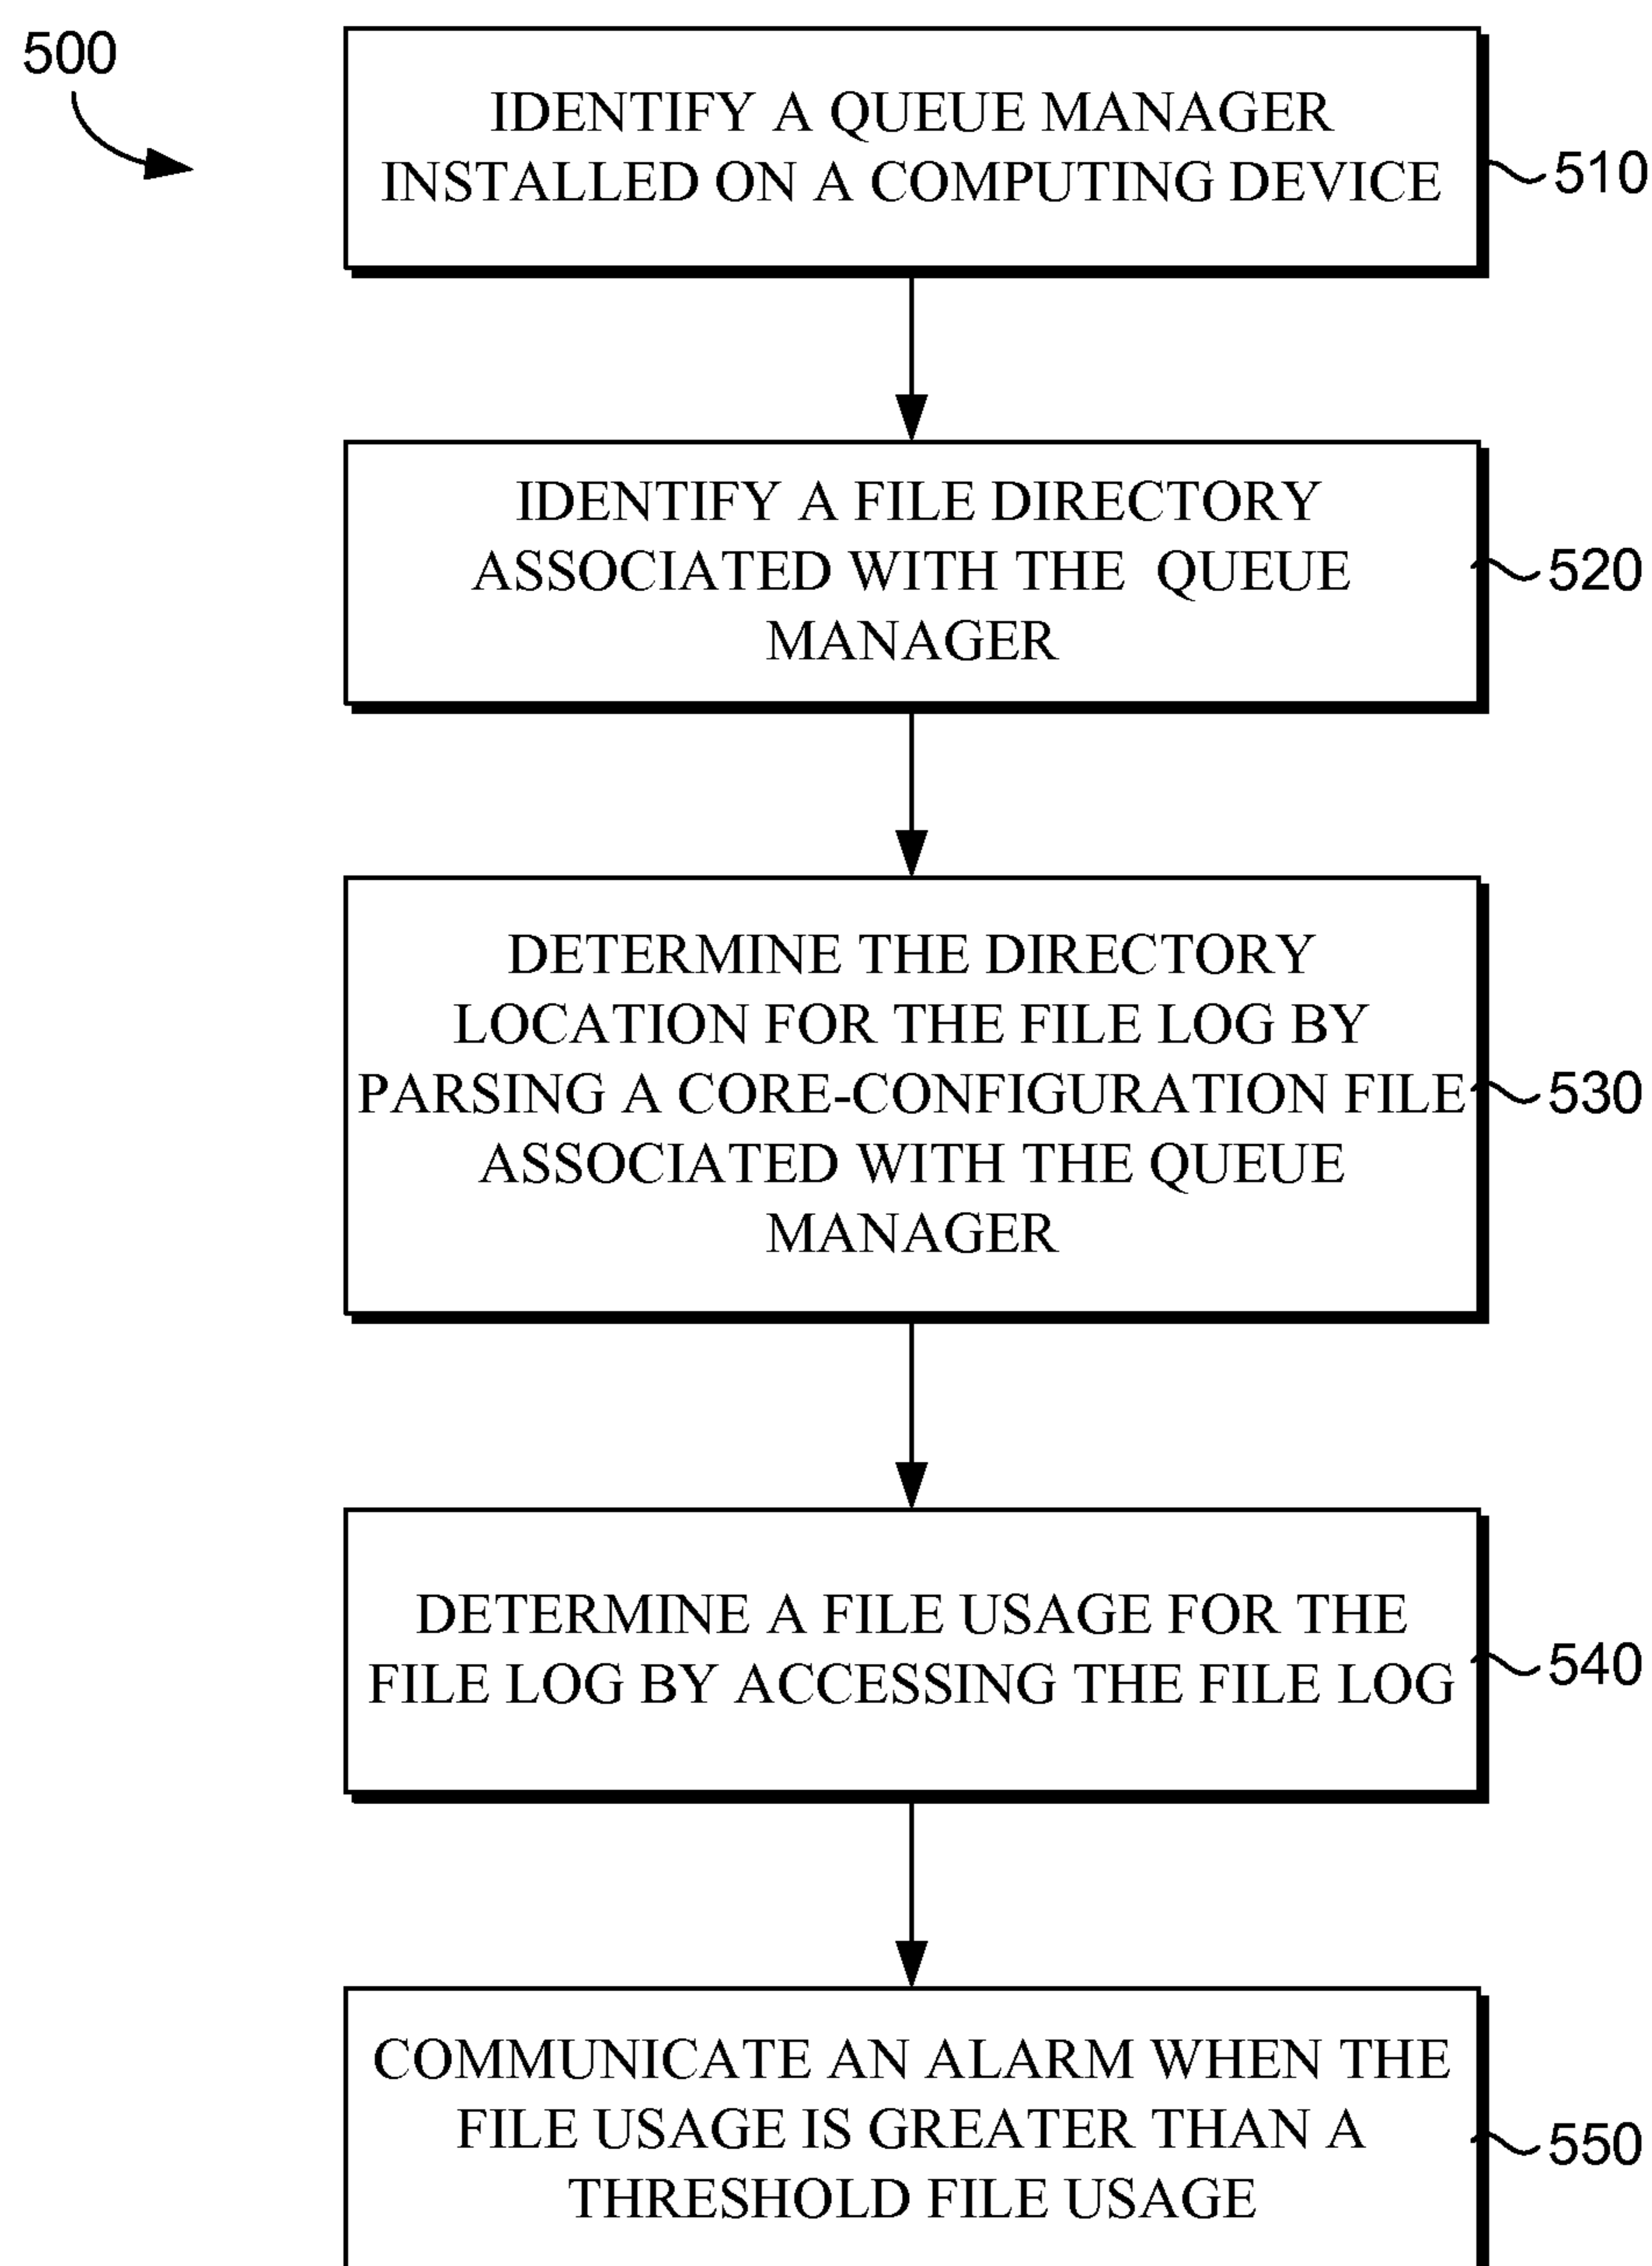 500
IDENTIFY A QUEUE MANAGER
INSTALLED ON A COMPUTING DEVICE
510
IDENTIFY A FILE DIRECTORY
ASSOCIATED WITH THE QUEUE
MANAGER
520
DETERMINE THE DIRECTORY
LOCATION FOR THE FILE LOG BY
PARSING A CORE-CONFIGURATION FILE
ASSOCIATED WITH THE QUEUE
MANAGER
530
DETERMINE A FILE USAGE FOR THE
FILE LOG BY ACCESSING THE FILE LOG
540
COMMUNICATE AN ALARM WHEN THE
FILE USAGE IS GREATER THAN A
THRESHOLD FILE USAGE
550